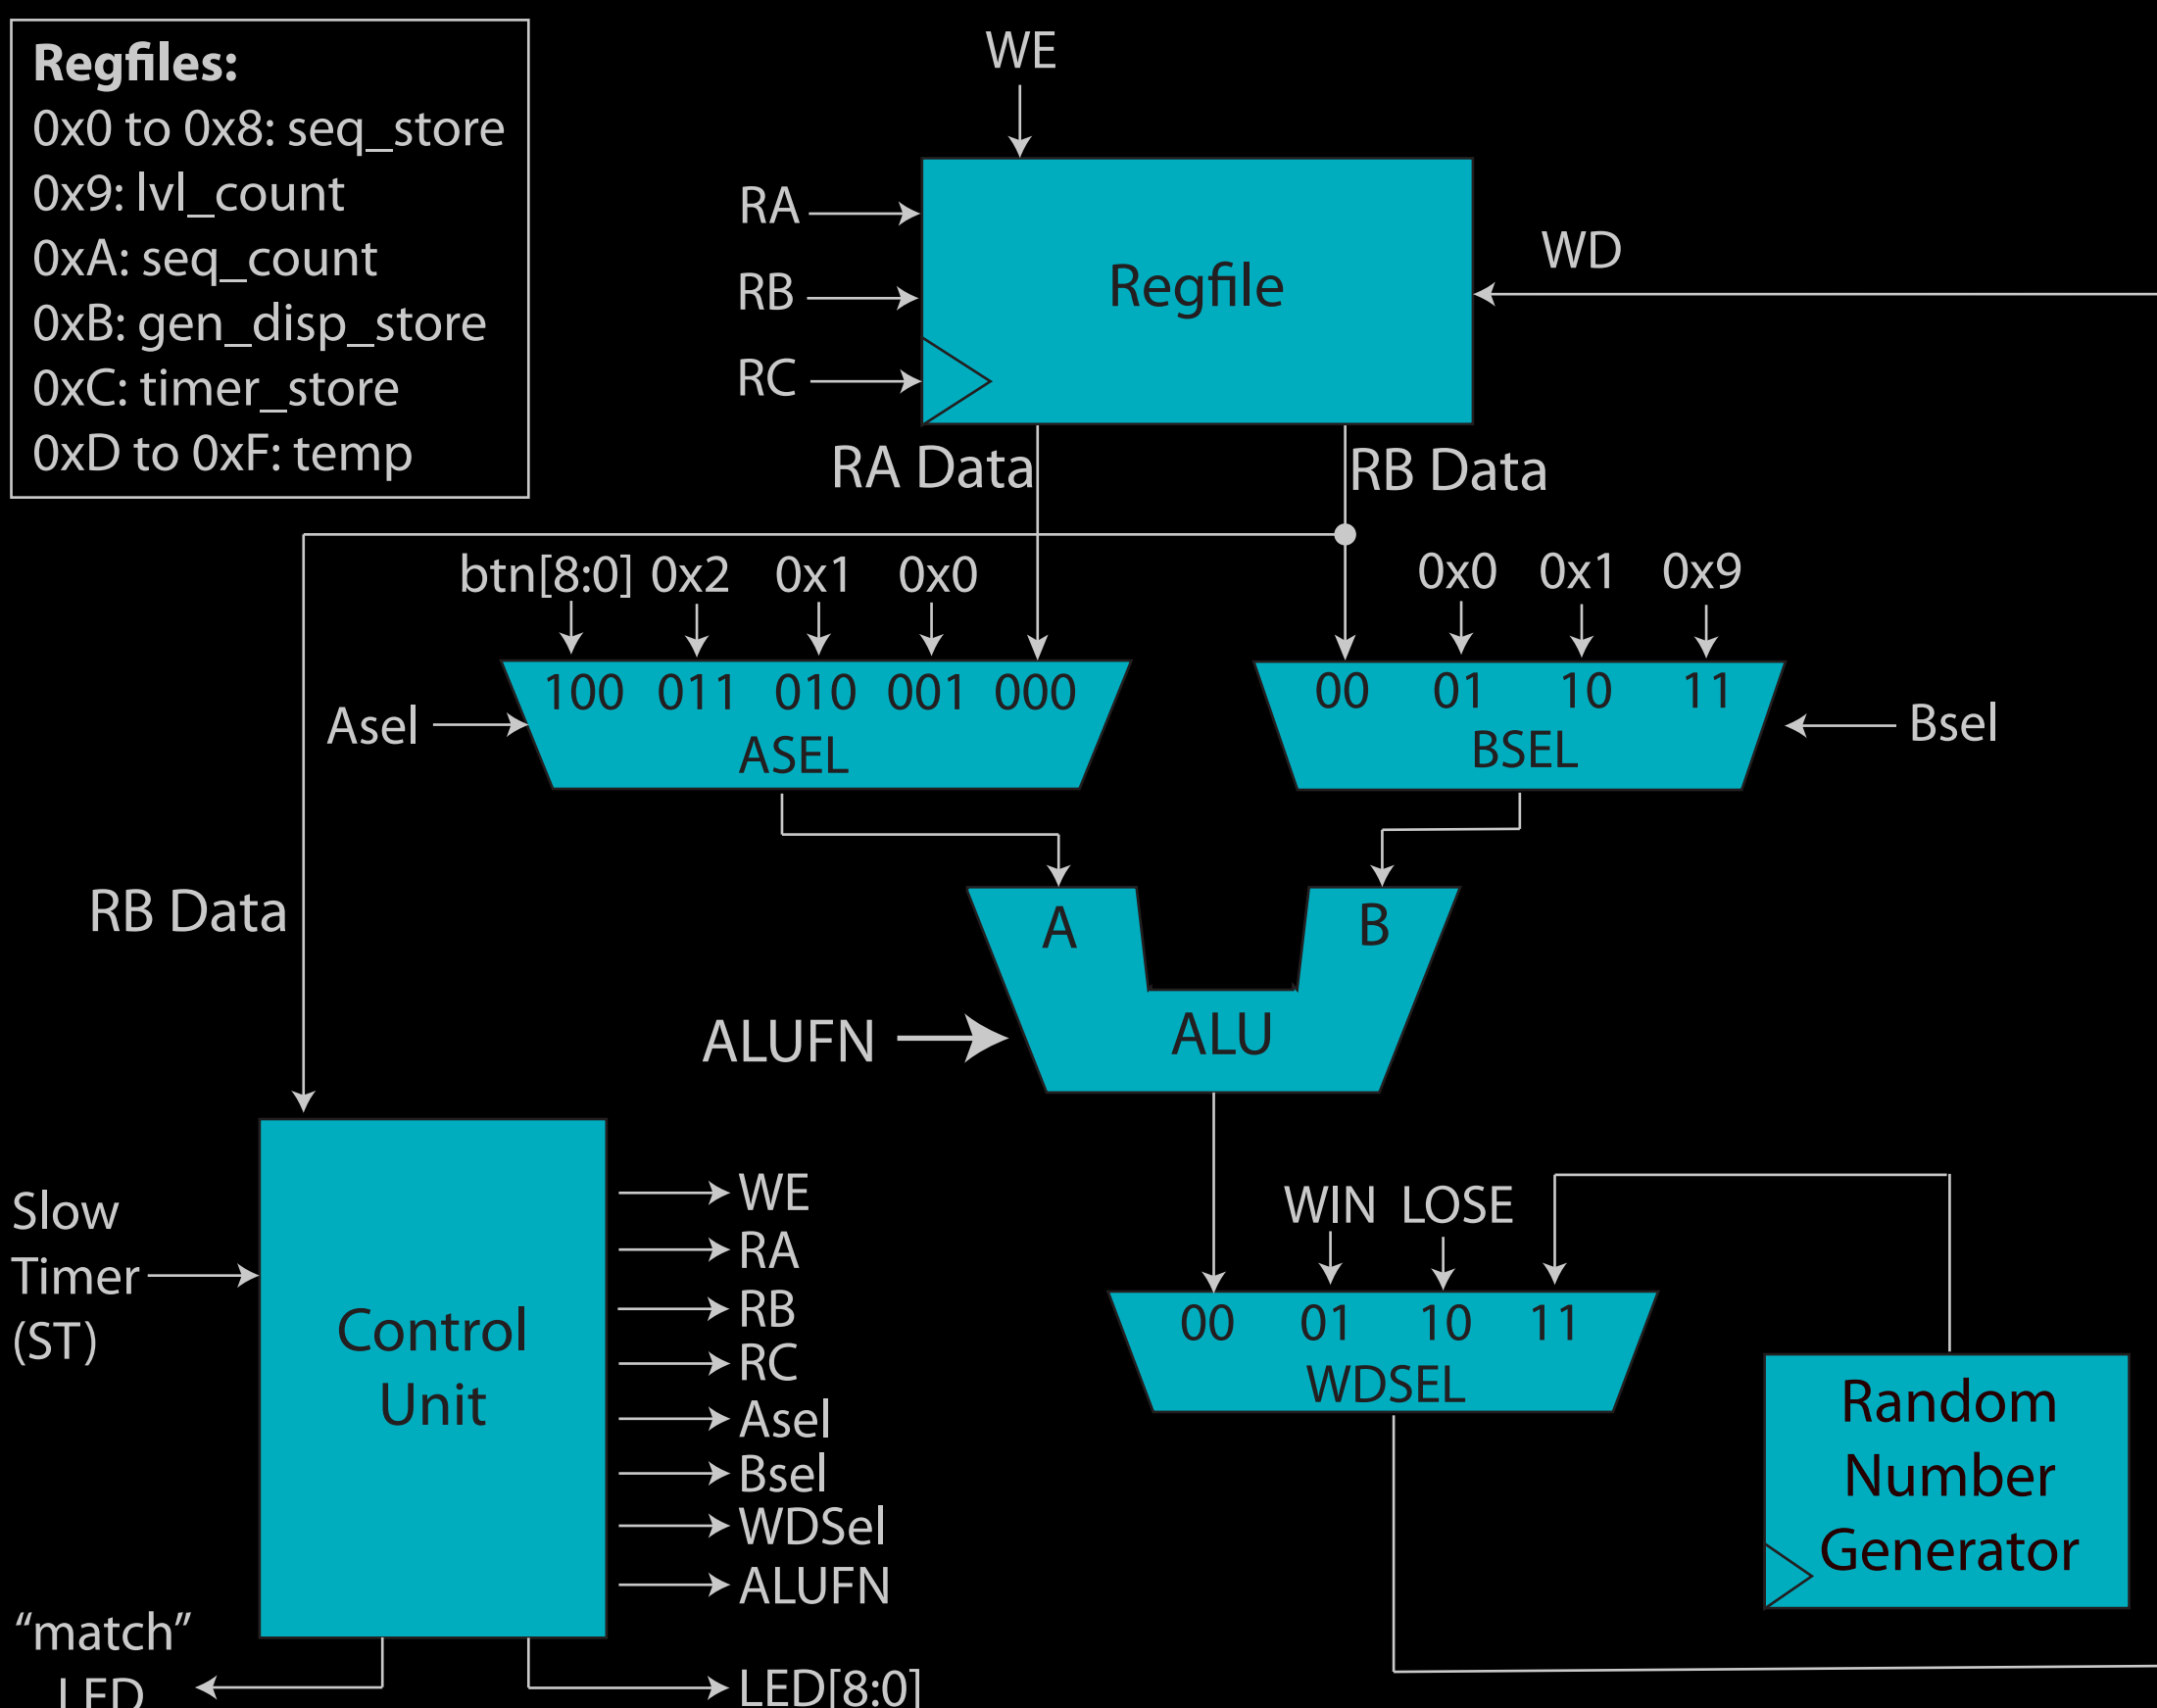 Regfiles:
0x0 to 0x8: seq_store
0x9: lvl_count
0xA: seq_count
0xB: gen_disp_store
0xC: timer_store
0xD to 0xF: temp
WE
RA
RB
RC
Regfile
WD
RA Data
RB Data
btn[8:0] 0x2 0x1 0x0
0x0 0x1 0x9
100 011 010 001 000
ASEL
Asel
00 01 10 11
BSEL
Bsel
RB Data
A
B
ALU
ALUFN
Slow
Timer
(ST)
Control
Unit
WE
RA
RB
RC
Asel
Bsel
WDSel
ALUFN
WIN LOSE
00 01 10 11
WDSEL
Random
Number
Generator
“match”
LED
LED[8:0]